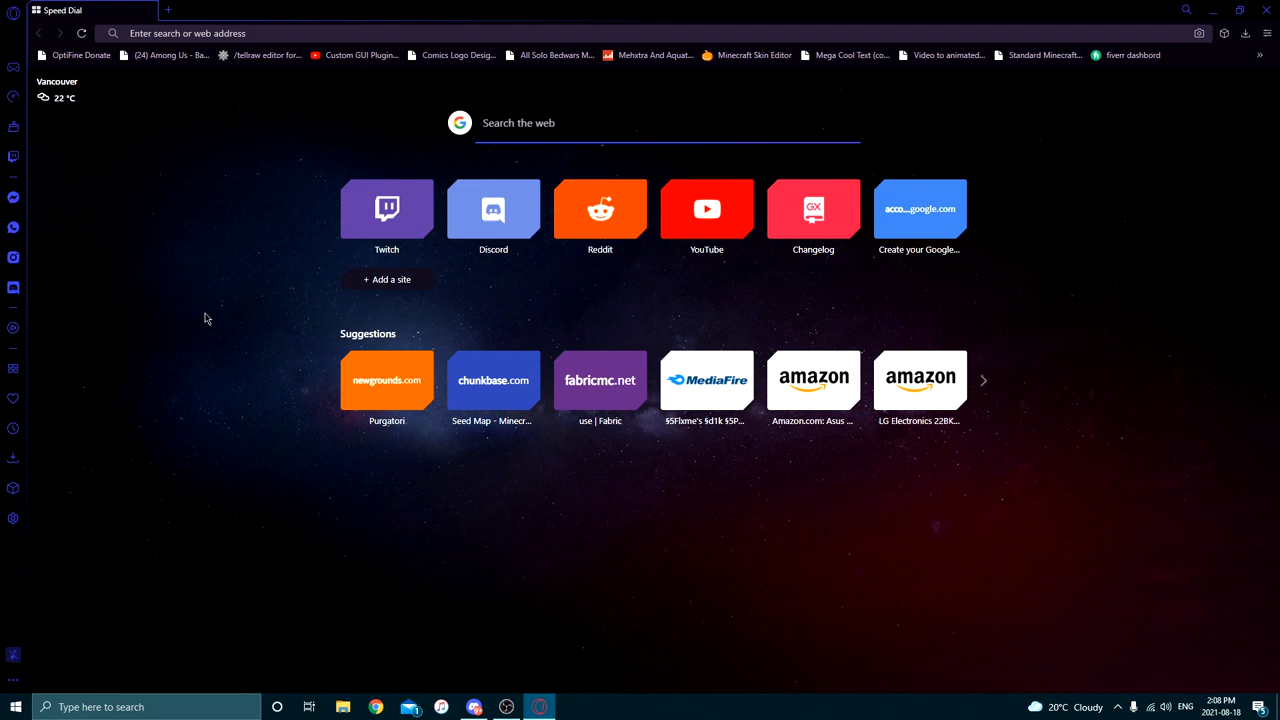 Speed Dial
Enter search or web address
OptiFine Donate
(24) Among Us - Ba...
/tellraw editor for...
Custom GUI Plugin...
Comics Logo Desig...
All Solo Bedwars M...
Mehxtra And Aquat...
Minecraft Skin Editor
Mega Cool Text (co...
Video to animated...
Standard Minecraft...
fiverr dashbord
Vancouver
22 °C
Search the web
GX
acco...google.com
Twitch
Discord
Reddit
YouTube
Changelog
Create your Google...
+ Add a site
Suggestions
newgrounds.com
chunkbase.com
fabricmc.net
MediaFire
amazon
amazon
Purgatori
Seed Map - Minecr...
use | Fabric
§5Flxme's §d1k §5P...
Amazon.com: Asus ...
LG Electronics 22BK...
Type here to search
1
20°C Cloudy
ENG
2:08 PM
2021-08-18
5